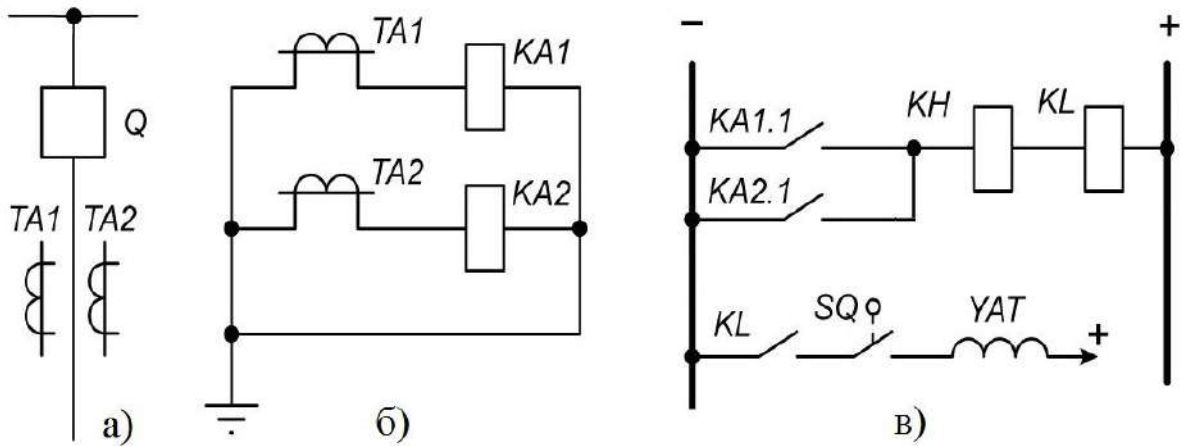 Q
TA1 TA2
а)
TA1
KA1
TA2
KA2
б)
− +
KA1.1
KH KL
KA2.1
KL SQ YAT +
в)